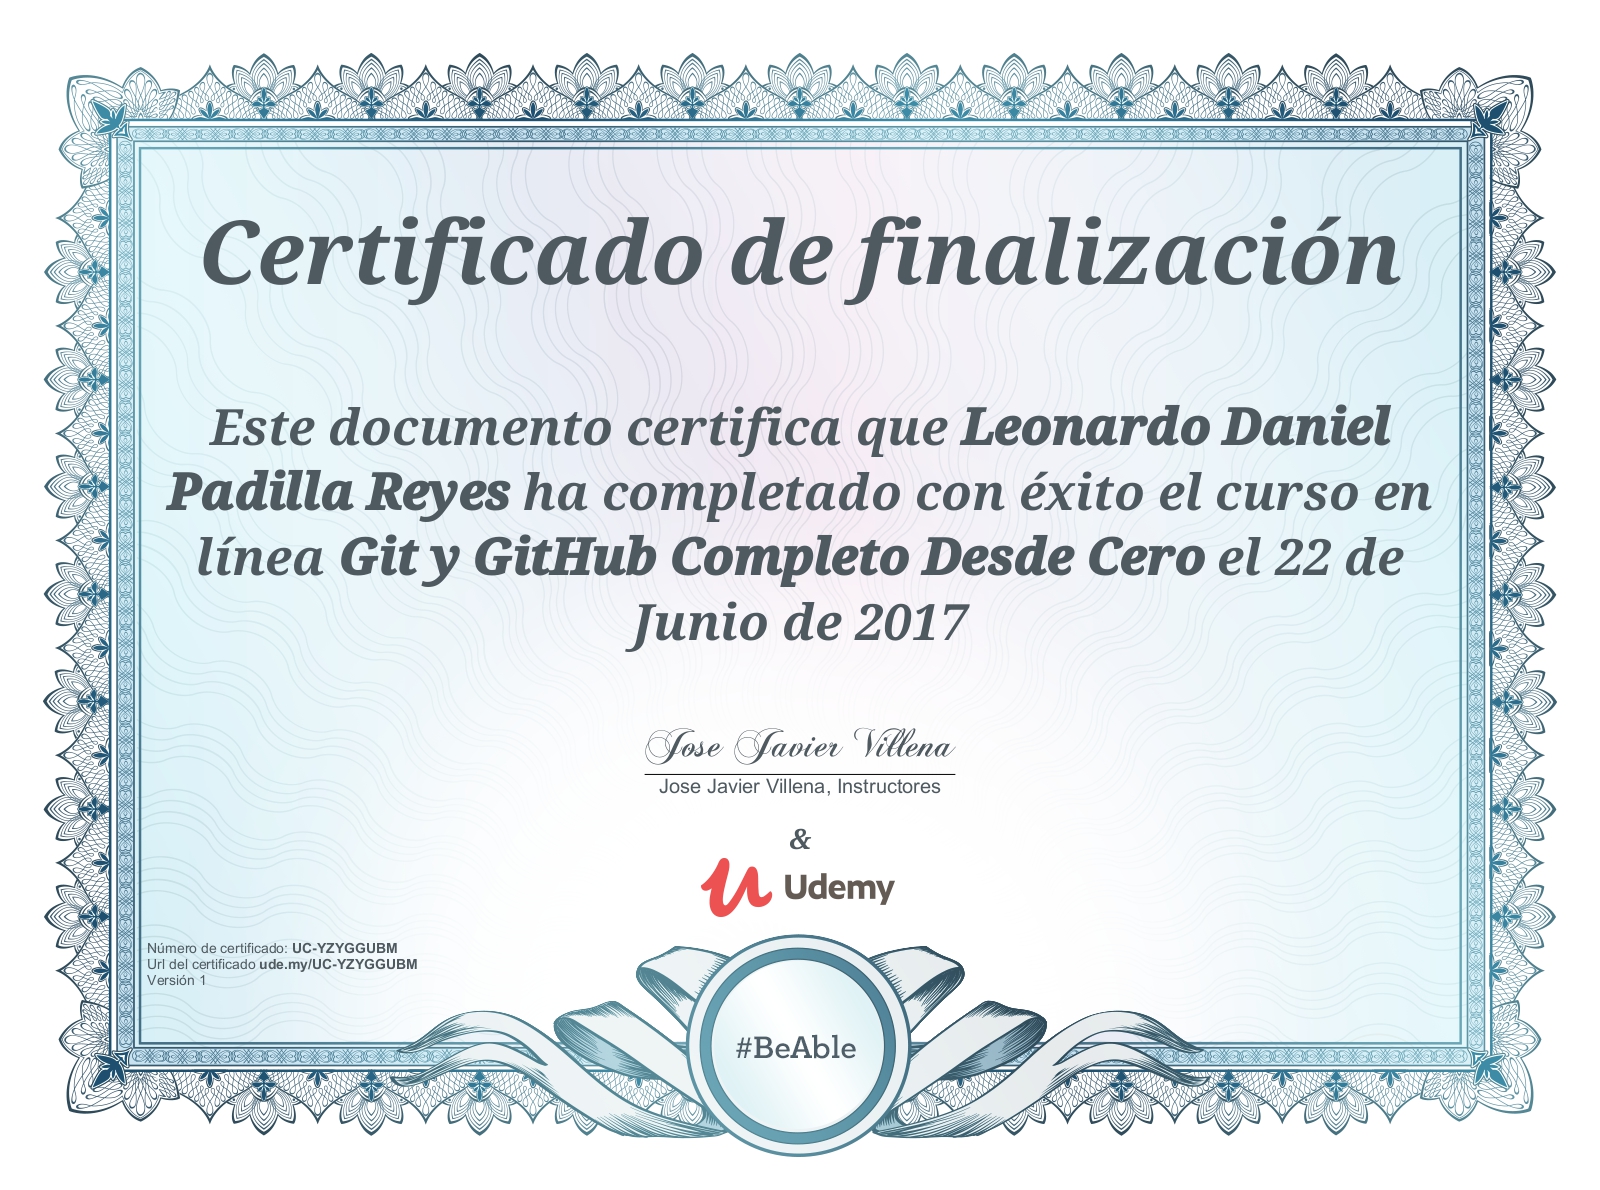 Certificado de finalización
Este documento certifica que Leonardo Daniel
Padilla Reyes ha completado con éxito el curso en
línea Git y GitHub Completo Desde Cero el 22 de
Junio de 2017
Jose Javier Villena
Jose Javier Villena, Instructores
&
Udemy
Número de certificado: UC-YZYGGUBM
Url del certificado ude.my/UC-YZYGGUBM
Versión 1
#BeAble